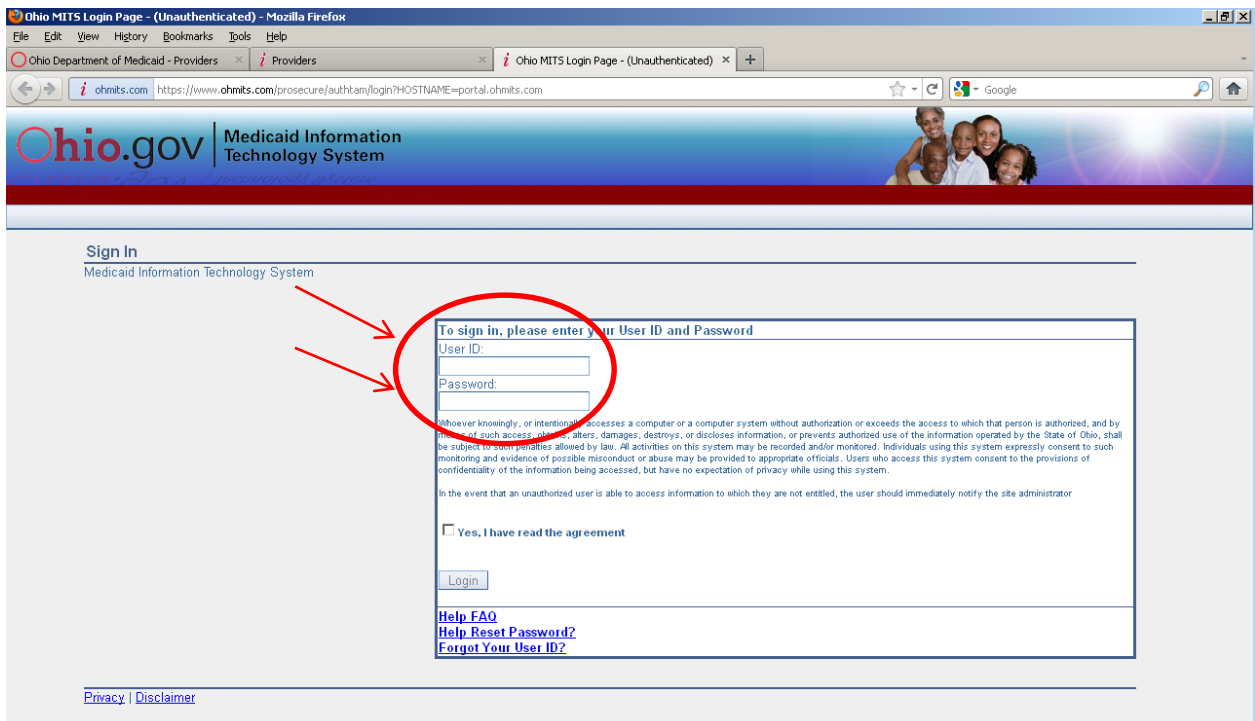 Ohio MITS Login Page - (Unauthenticated) - Mozilla Firefox
File Edit View History Bookmarks Tools Help
Ohio Department of Medicaid - Providers × i Providers × i Ohio MITS Login Page - (Unauthenticated) × +
i ohmits.com https://www.ohmits.com/prosecure/authtam/login?HOSTNAME=portal.ohmits.com Google
Ohio.gov Medicaid Information
Technology System
Sign In
Medicaid Information Technology System
To sign in, please enter your User ID and Password
User ID:
Password:
Whoever knowingly, or intentionally accesses a computer or a computer system without authorization or exceeds the access to which that person is authorized, and by
means of such access, obtains, alters, damages, destroys, or discloses information, or prevents authorized use of the information operated by the State of Ohio, shall
be subject to such penalties allowed by law. All activities on this system may be recorded and/or monitored. Individuals using this system expressly consent to such
monitoring and evidence of possible misconduct or abuse may be provided to appropriate officials. Users who access this system consent to the provisions of
confidentiality of the information being accessed, but have no expectation of privacy while using this system.
In the event that an unauthorized user is able to access information to which they are not entitled, the user should immediately notify the site administrator
Yes, I have read the agreement
Login
Help FAQ
Help Reset Password?
Forgot Your User ID?
Privacy | Disclaimer